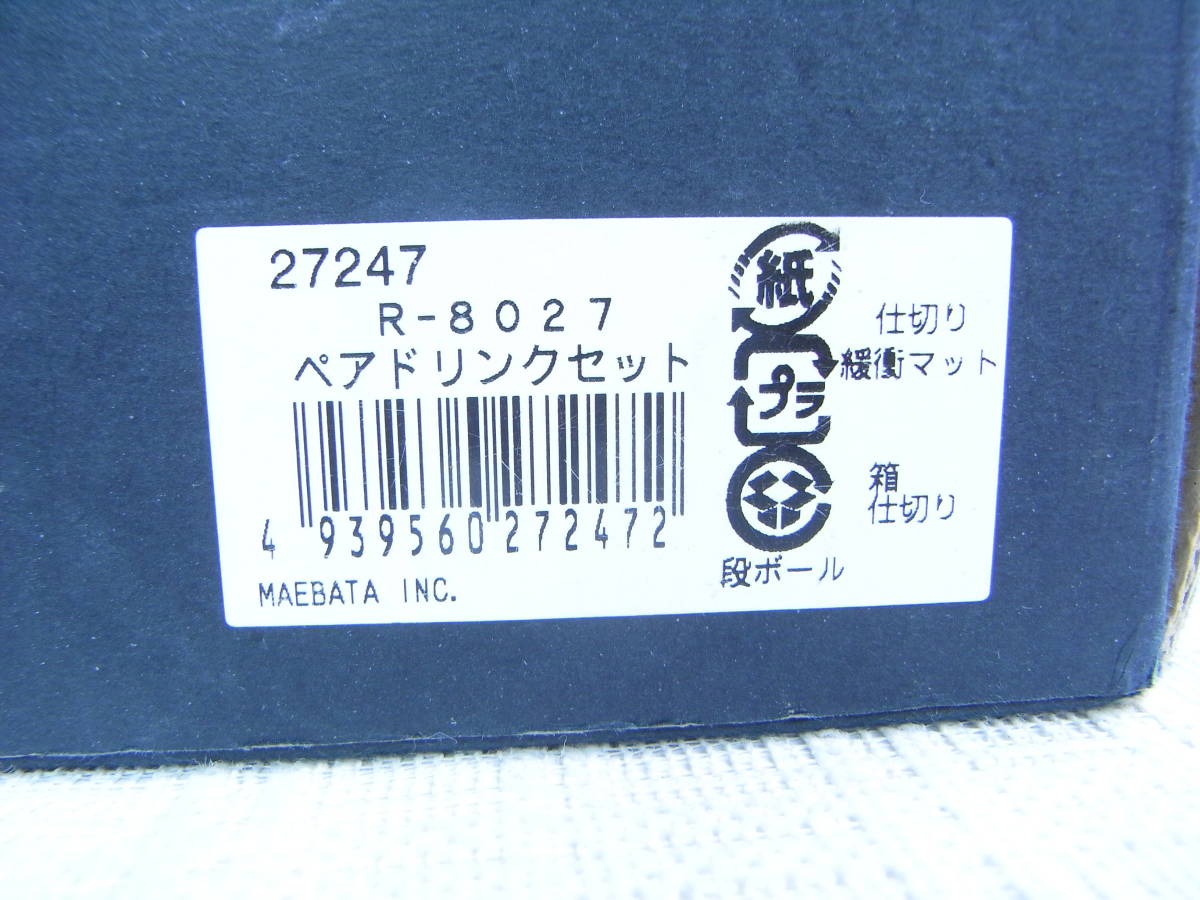 27247
R-8027
ペアドリンクセット
4 939560 272472
MAEBATA INC.
紙
仕切り
プラ
緩衝マット
箱
仕切り
段ボール